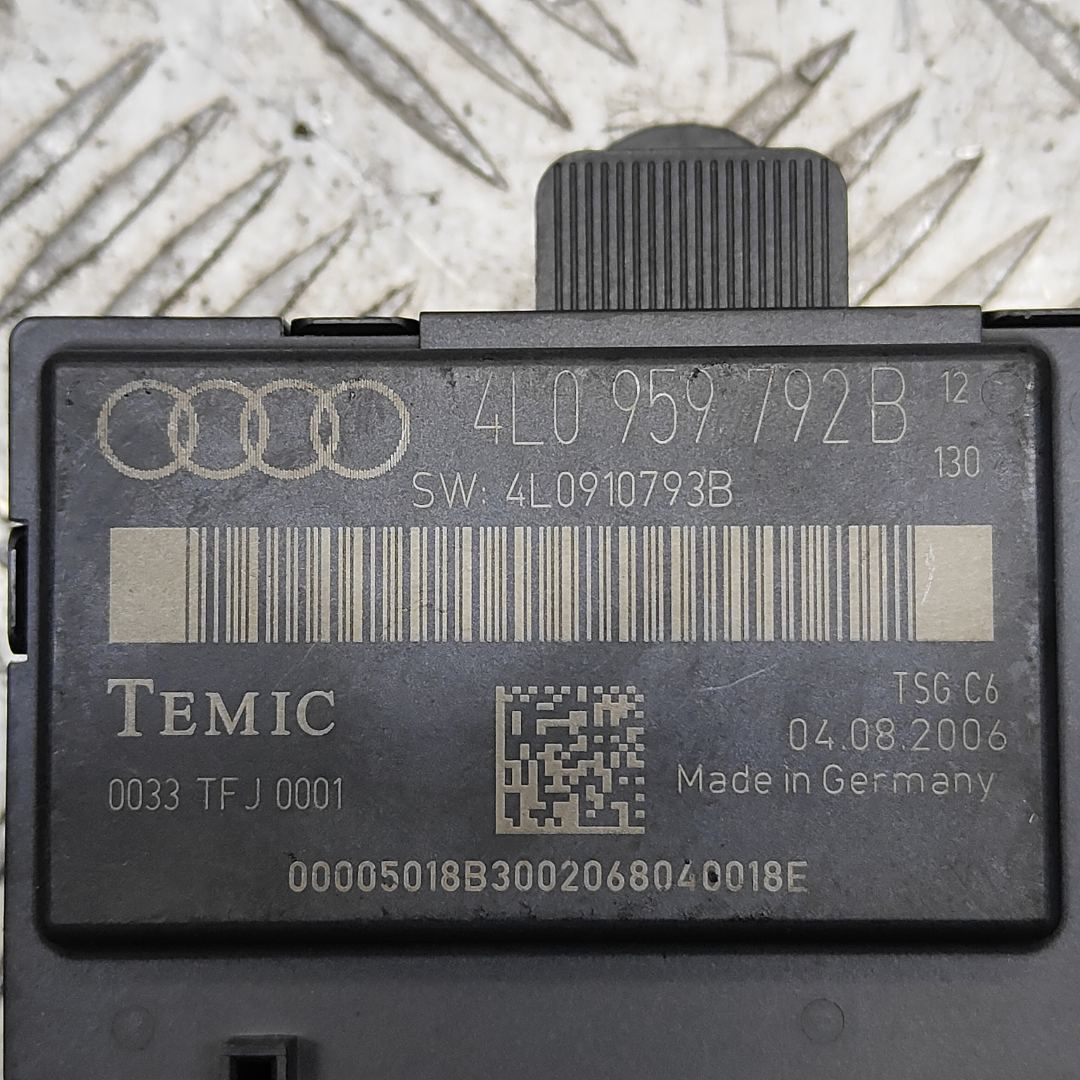 4L0 959 792 B 12
SW: 4L0910793B 130
TEMIC
TSG C6
04.08.2006
0033 TFJ 0001
Made in Germany
00005018B3002068040018E